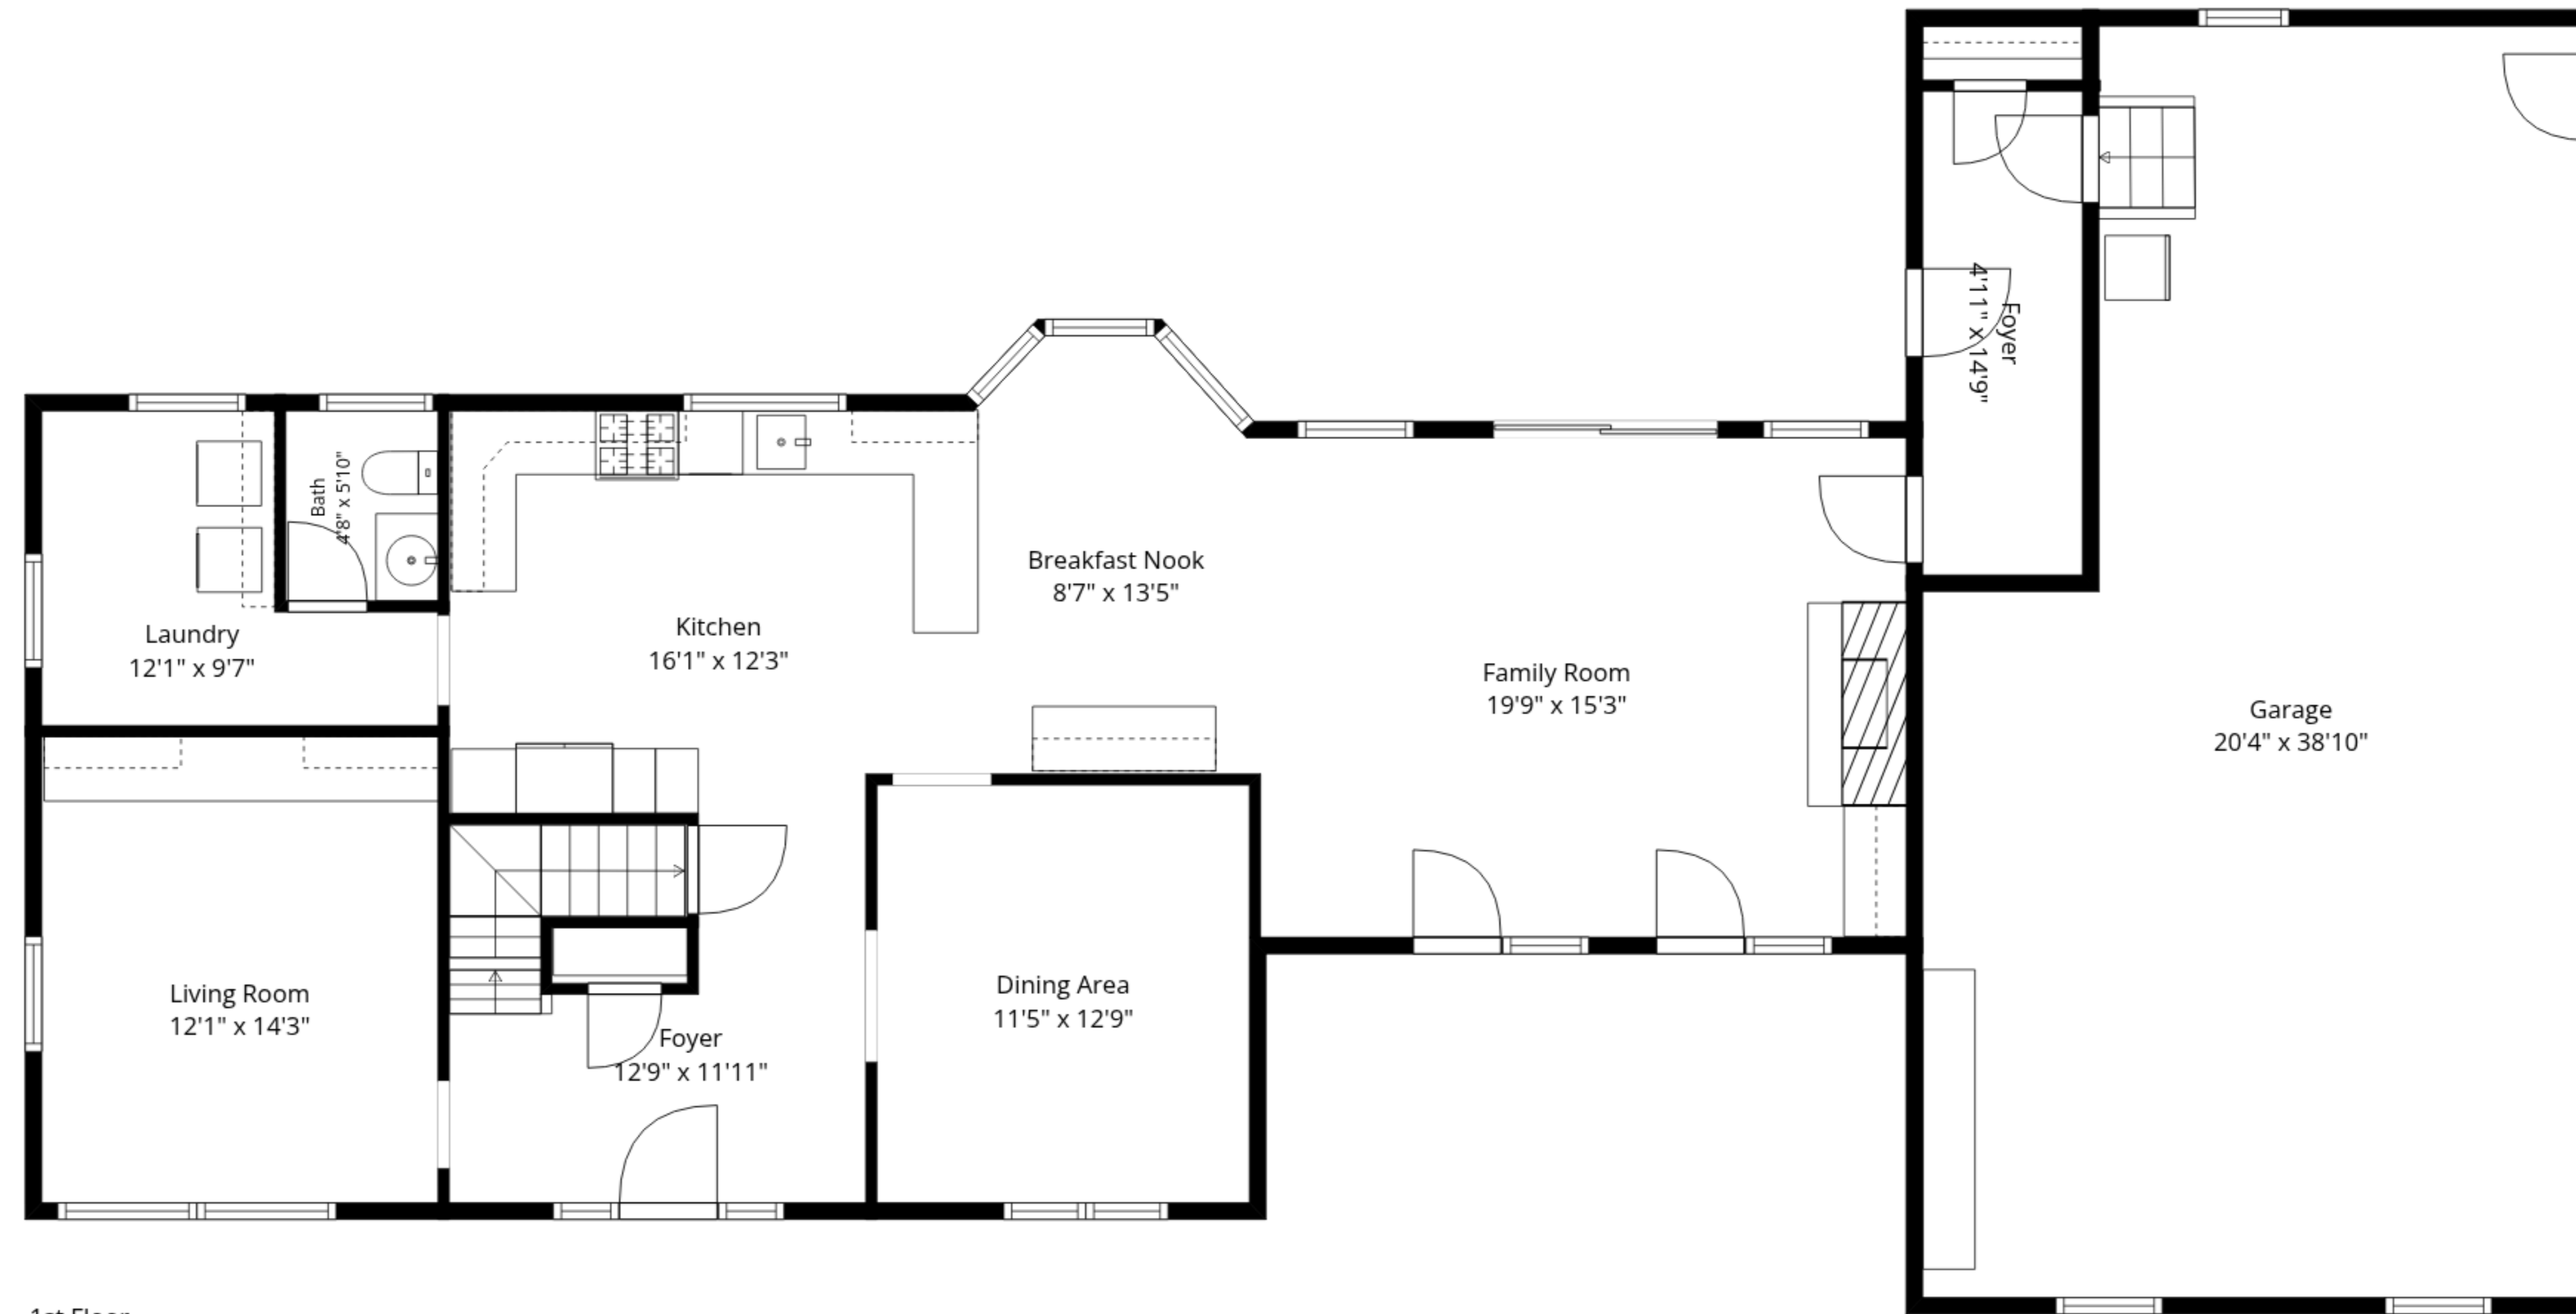 Foyer
4'11" x 14'9"
Bath
4'8" x 5'10"
Breakfast Nook
8'7" x 13'5"
Laundry
12'1" x 9'7"
Kitchen
16'1" x 12'3"
Family Room
19'9" x 15'3"
Garage
20'4" x 38'10"
Living Room
12'1" x 14'3"
Foyer
12'9" x 11'11"
Dining Area
11'5" x 12'9"
1st Floor